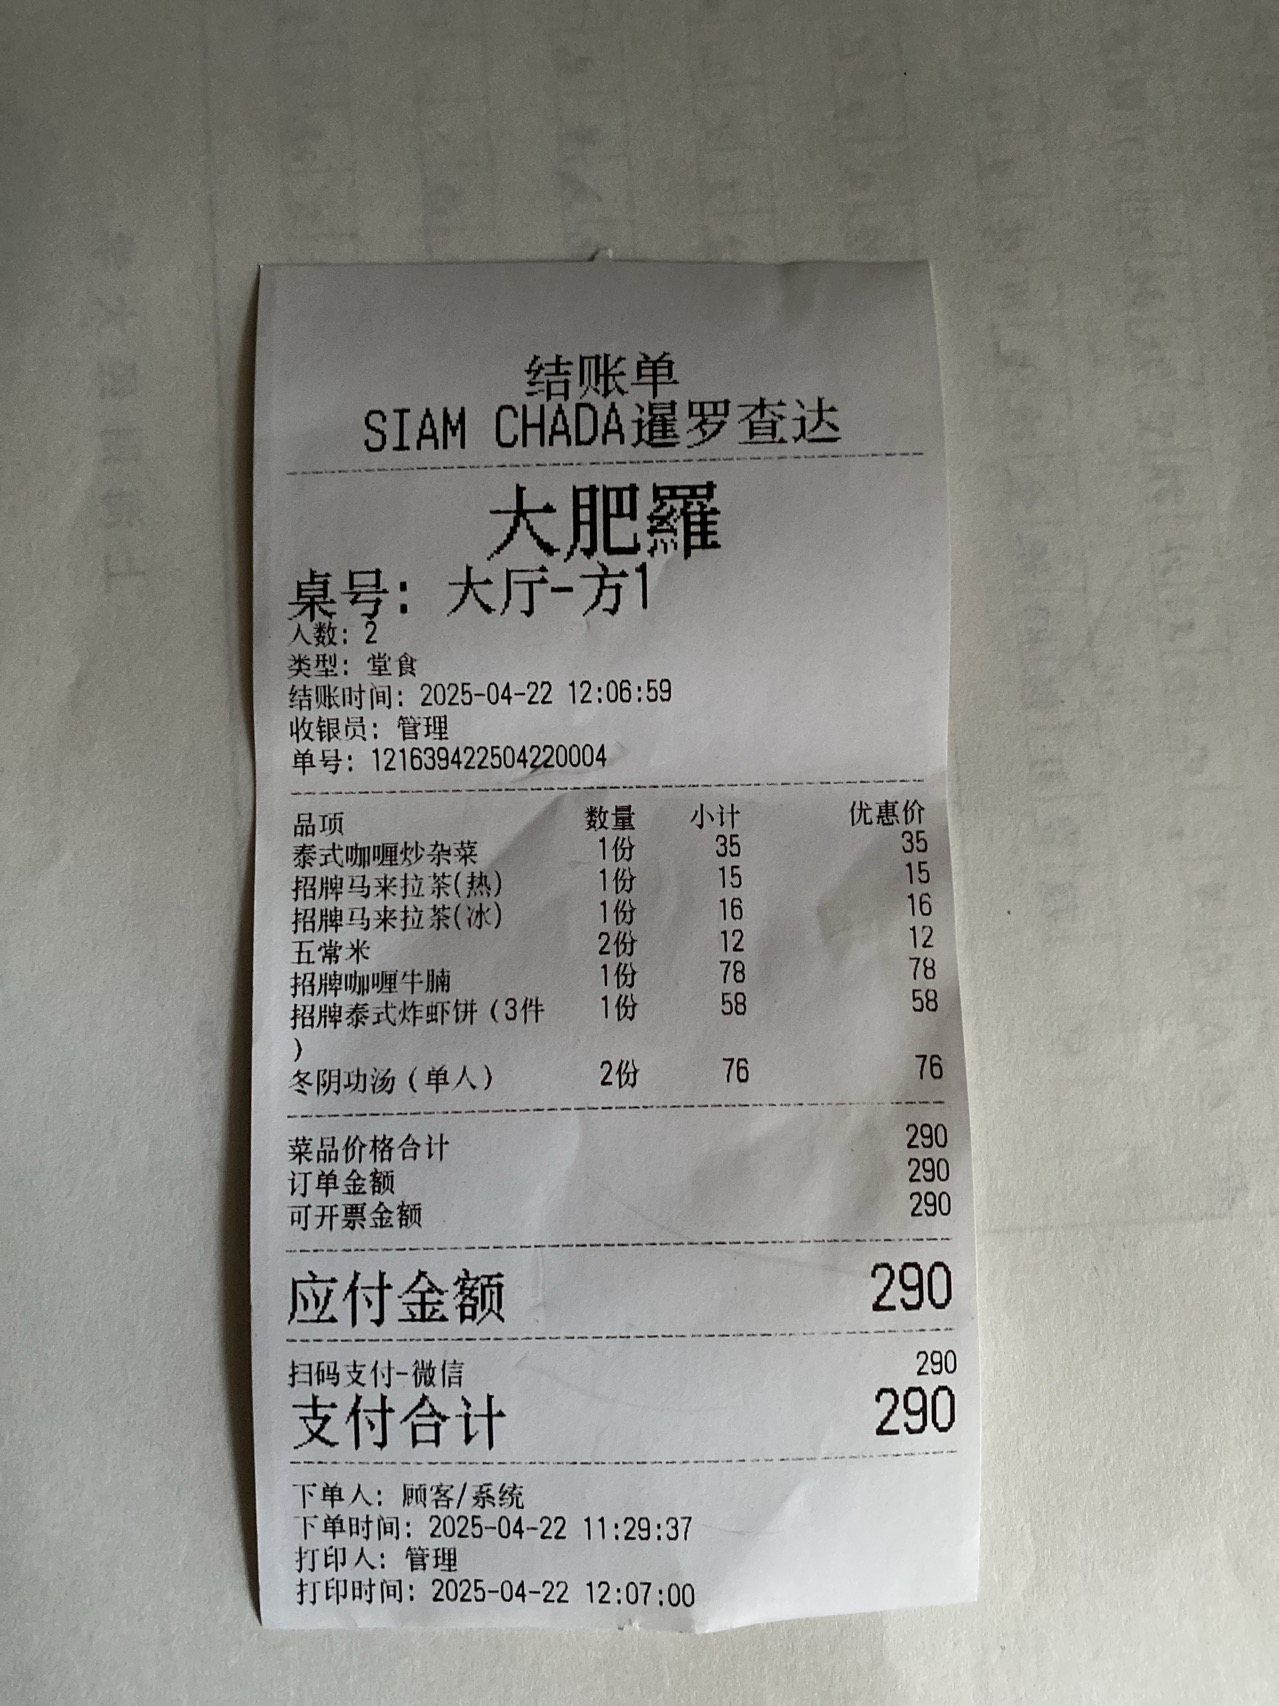 结账单
SIAM CHADA暹罗查达
大肥羅
桌号: 大厅-方1
人数: 2
类型: 堂食
结账时间: 2025-04-22 12:06:59
收银员: 管理
单号: 121639422504220004
品项 数量 小计 优惠价
泰式咖喱炒杂菜 1份 35 35
招牌马来拉茶(热) 1份 15 15
招牌马来拉茶(冰) 1份 16 16
五常米 2份 12 12
招牌咖喱牛腩 1份 78 78
招牌泰式炸虾饼(3件 1份 58 58
)
冬阴功汤(单人) 2份 76 76
菜品价格合计 290
订单金额 290
可开票金额 290
应付金额 290
扫码支付-微信 290
支付合计 290
下单人: 顾客/系统
下单时间: 2025-04-22 11:29:37
打印人: 管理
打印时间: 2025-04-22 12:07:00